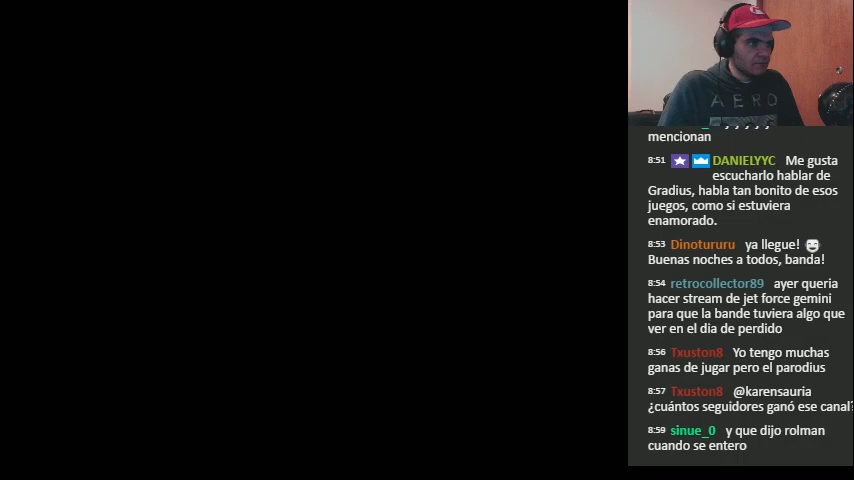 AERO
mencionan
8:51 DANIELYYC Me gusta
escucharlo hablar de
Gradius, habla tan bonito de esos
juegos, como si estuviera
enamorado.
8:53 Dinotururu ya llegue!
Buenas noches a todos, banda!
8:54 retrocollector89 ayer queria
hacer stream de jet force gemini
para que la bande tuviera algo que
ver en el dia de perdido
8:56 Txuston8 Yo tengo muchas
ganas de jugar pero el parodius
8:57 Txuston8 @karensauria
¿cuántos seguidores ganó ese canal?
8:59 sinue_0 y que dijo rolman
cuando se entero